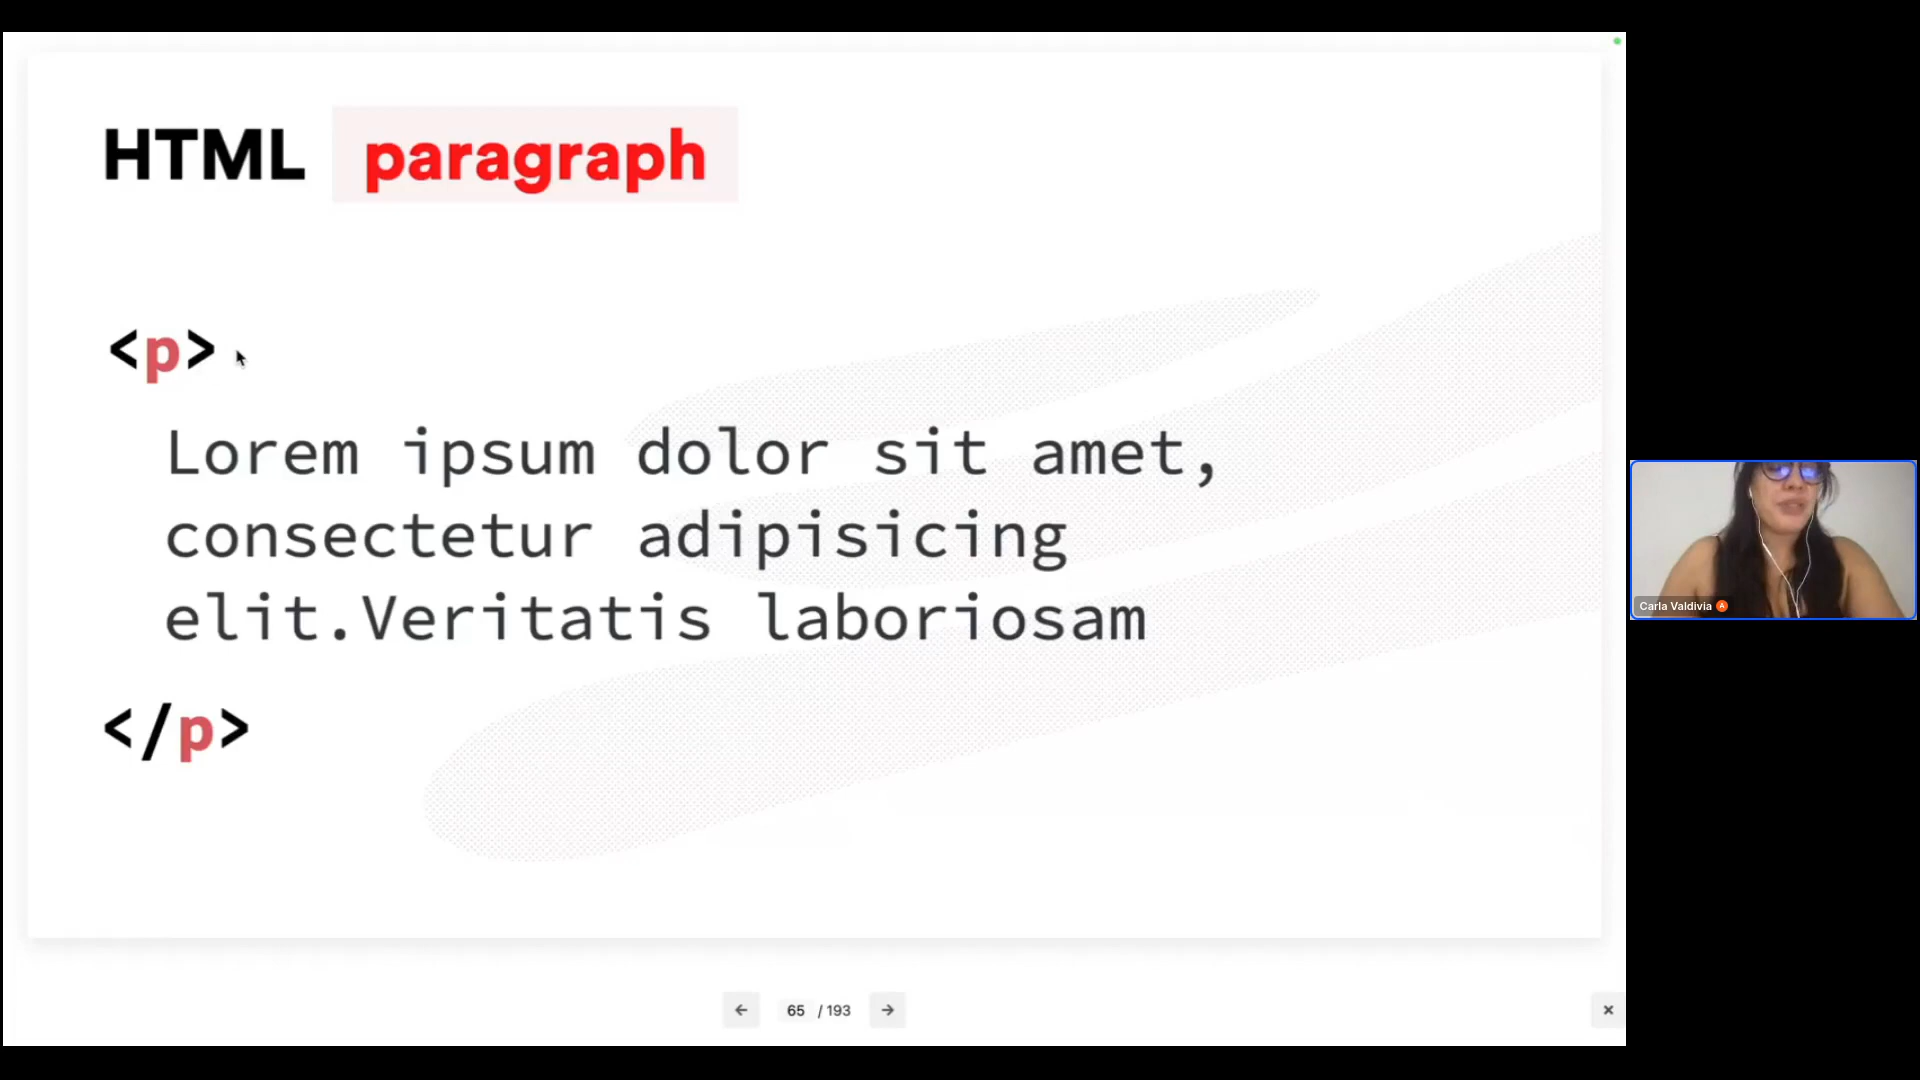 HTML paragraph
<p>
Lorem ipsum dolor sit amet,
consectetur adipisicing
elit.Veritatis laboriosam
</p>
Carla Valdivia
65 / 193